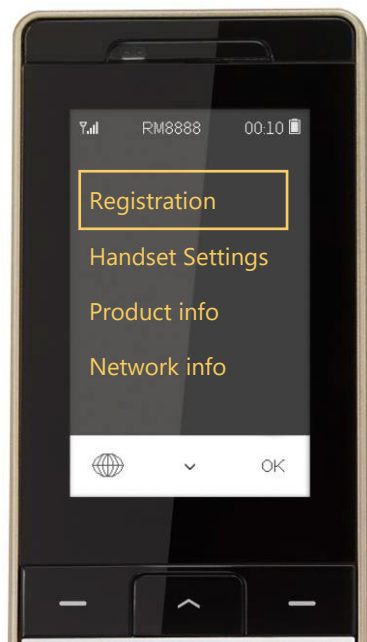 RM8888 00:10
Registration
Handset Settings
Product info
Network info
OK